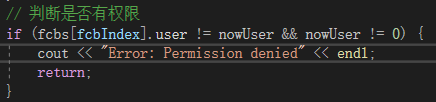 // 判断是否有权限
if (fcbs[fcbIndex].user != nowUser && nowUser != 0) {
    cout << "Error: Permission denied" << endl;
    return;
}